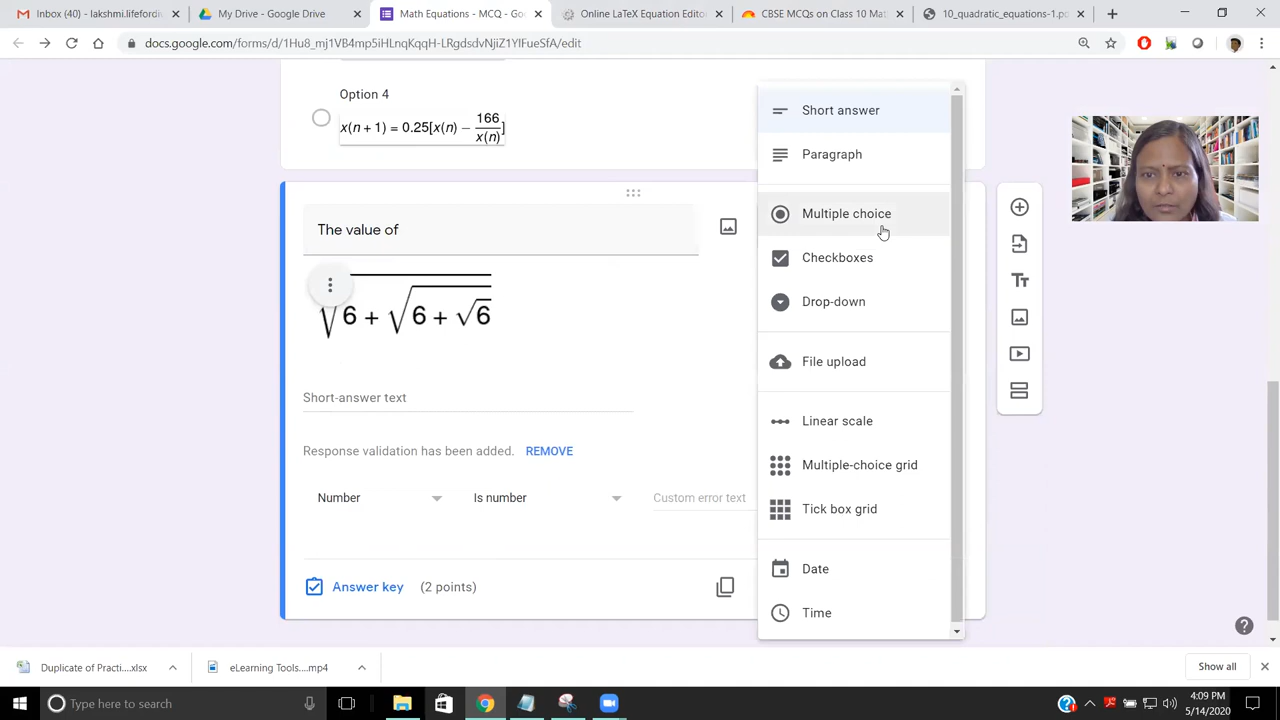 Inbox (36) - lakshmi.lifefordiv
My Drive - Google Drive
Math Equations - MCQ - Go
Online LaTeX Equation Editor
CBSE MCQs on Class 10 Math
10_quadratic_equations-1.pd
docs.google.com/forms/d/1Hu8_mj1VB4mp5iHLnqKqqH-LRgdsdvNjiZ1YIFueSfA/edit
Option 4
x(n + 1) = 0.25[x(n) − 166/x(n)]
The value of
√6 + √6 + √6
Short-answer text
Response validation has been added. REMOVE
Number
Is number
Custom error text
Answer key (2 points)
Short answer
Paragraph
Multiple choice
Checkboxes
Drop-down
File upload
Linear scale
Multiple-choice grid
Tick box grid
Date
Time
Duplicate of Practi....xlsx
eLearning Tools....mp4
Show all
Type here to search
4:09 PM
5/14/2020